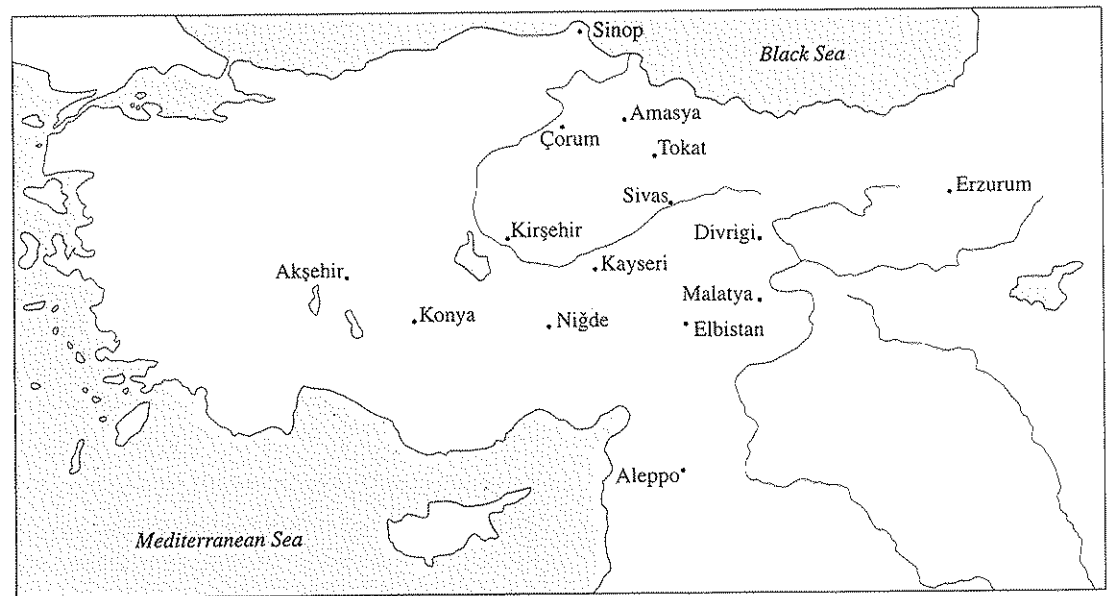 Sinop
Black Sea
Amasya
Çorum
Tokat
Erzurum
Sivas
Kirşehir
Divrigi
Kayseri
Akşehir
Malatya
Konya
Niğde
Elbistan
Aleppo
Mediterranean Sea